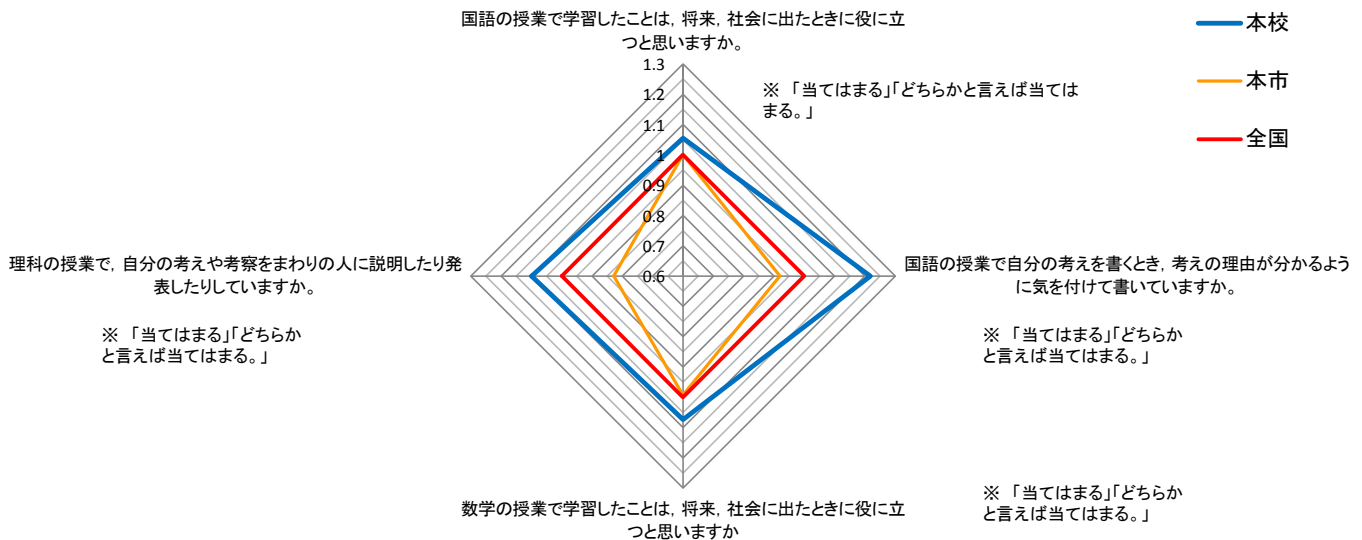 国語の授業で学習したことは，将来，社会に出たときに役に立
つと思いますか。
※ 「当てはまる」「どちらかと言えば当ては
まる。」
本校
本市
全国
1.3
1.2
1.1
1
0.9
0.8
0.7
0.6
理科の授業で，自分の考えや考察をまわりの人に説明したり発
表したりしていますか。
※ 「当てはまる」「どちらか
と言えば当てはまる。」
国語の授業で自分の考えを書くとき，考えの理由が分かるよう
に気を付けて書いていますか。
※ 「当てはまる」「どちらか
と言えば当てはまる。」
数学の授業で学習したことは，将来，社会に出たときに役に立
つと思いますか
※ 「当てはまる」「どちらか
と言えば当てはまる。」